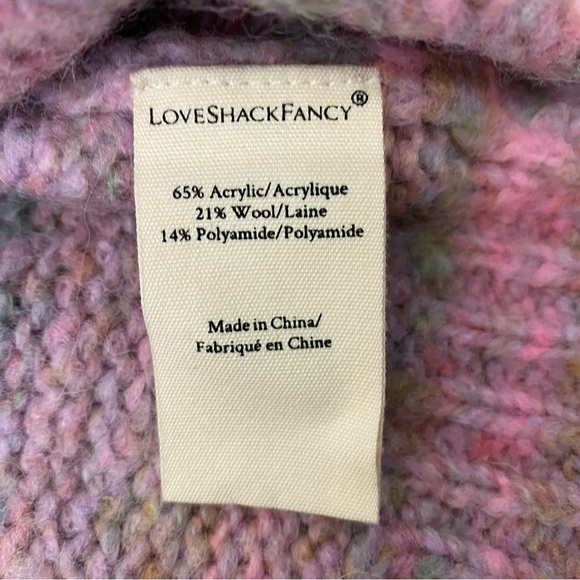 LOVESHACKFANCY®
65% Acrylic/Acrylique
21% Wool/Laine
14% Polyamide/Polyamide
Made in China/
Fabriqué en Chine